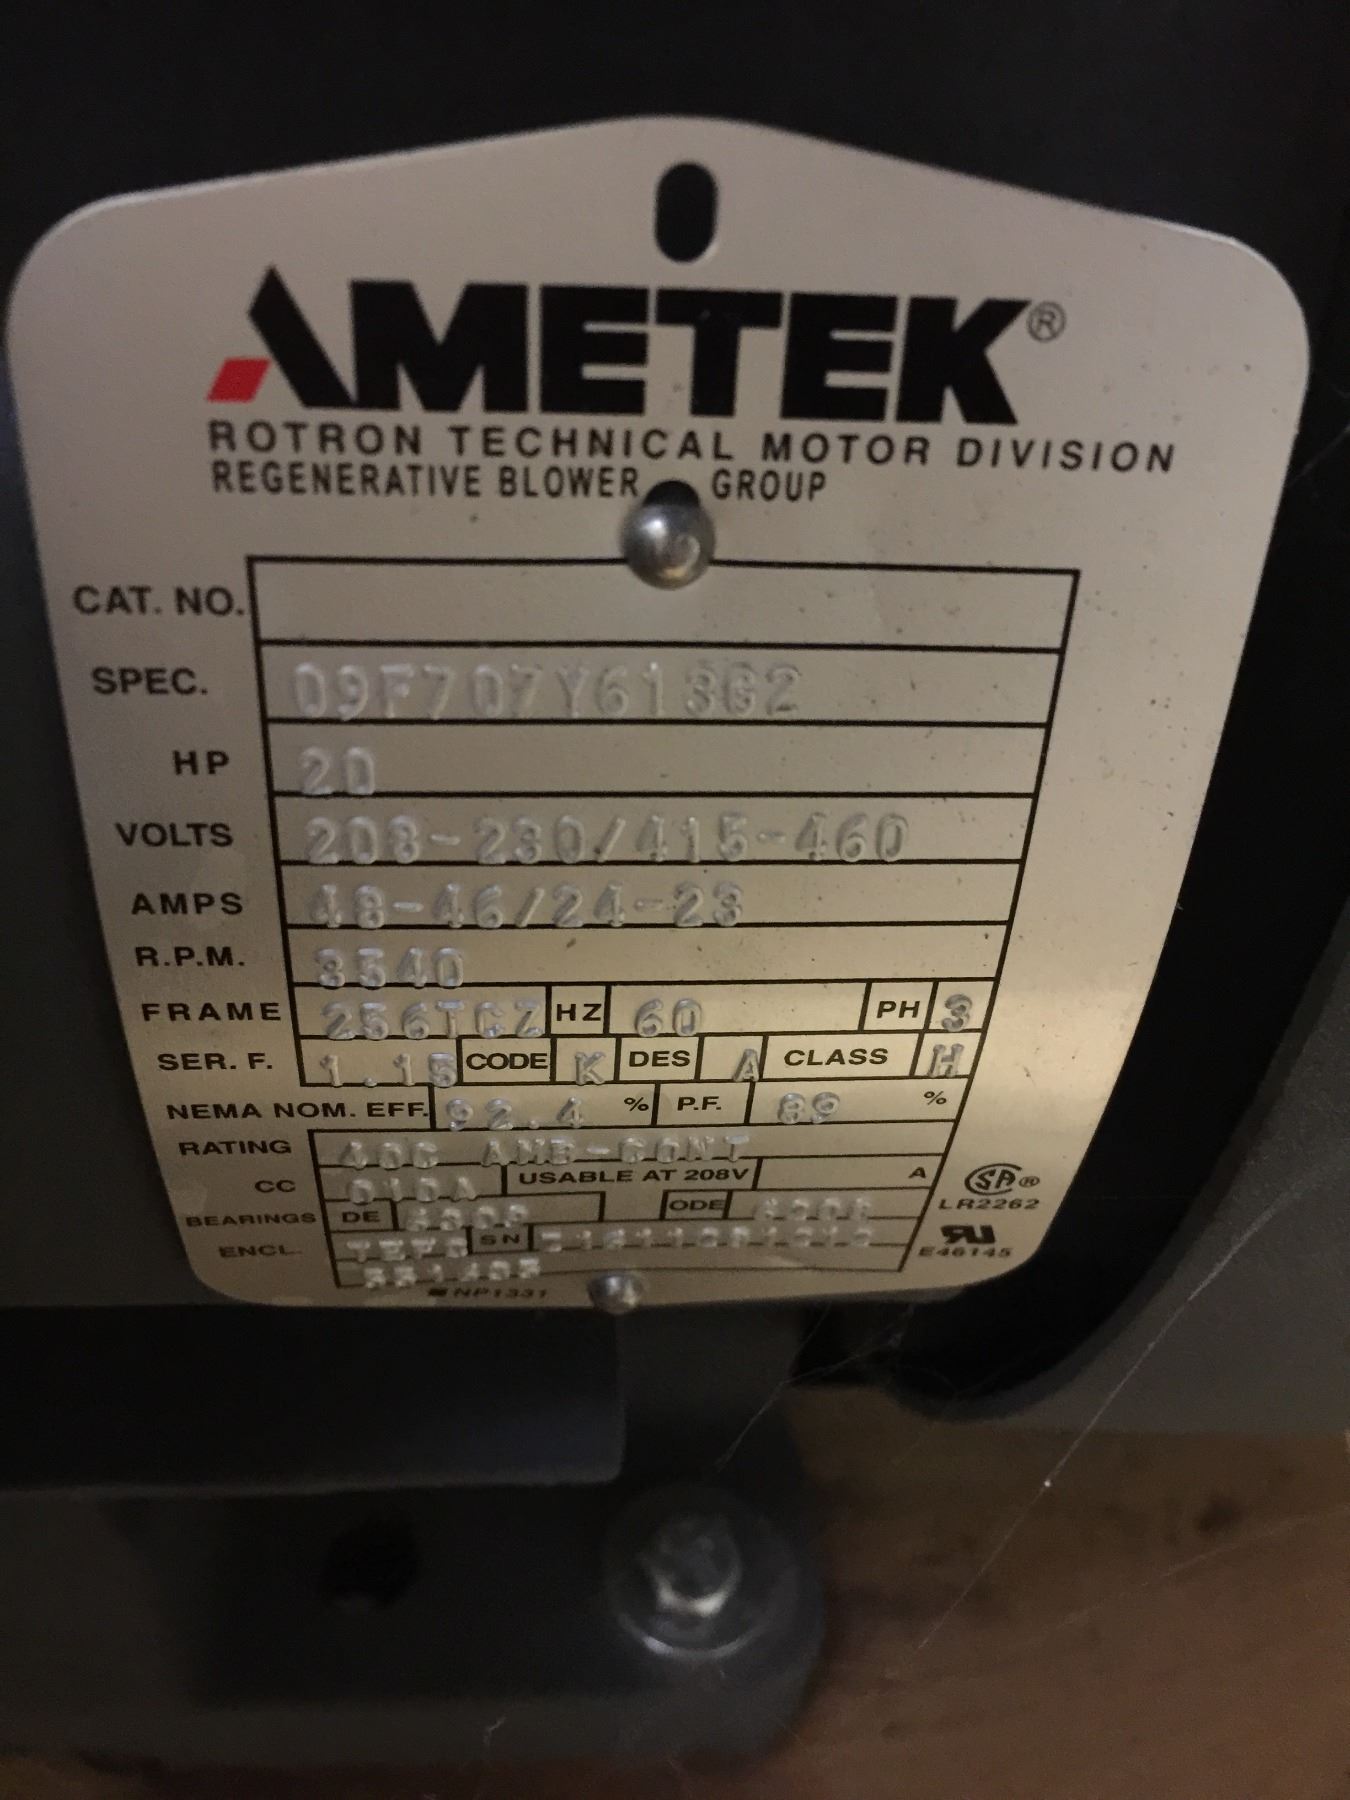 AMETEK®
ROTRON TECHNICAL MOTOR DIVISION
REGENERATIVE BLOWER GROUP
CAT. NO.
SPEC. 09F707Y613G2
HP 20
VOLTS 208-230/415-460
AMPS 48-46/24-23
R.P.M. 3540
FRAME 256TCZ HZ 60 PH 3
SER. F. 1.15 CODE K DES A CLASS H
NEMA NOM. EFF. 92.4 % P.F. 89 %
RATING 40C AMB-CONT
CC 010A USABLE AT 208V A
BEARINGS DE ODE
ENCL. SN
NP1331
SA®
LR2262
RU
E46145